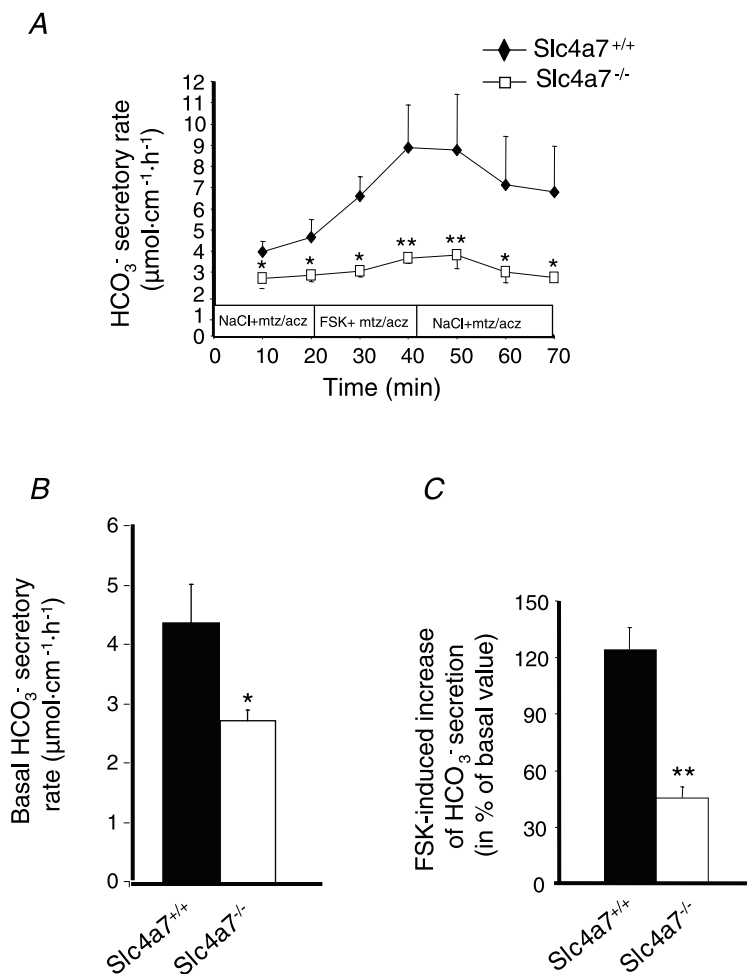 A
Slc4a7+/+
Slc4a7-/-
HCO3- secretory rate
(µmol·cm-1·h-1)
12
11
10
9
8
7
6
5
4
3
2
1
0
*
*
*
**
**
*
*
NaCl+mtz/acz
FSK+ mtz/acz
NaCl+mtz/acz
0 10 20 30 40 50 60 70
Time (min)
B
Basal HCO3- secretory
rate (µmol·cm-1·h-1)
6
5
4
3
2
1
0
*
Slc4a7+/+
Slc4a7-/-
C
FSK-induced increase
of HCO3- secretion
(in % of basal value)
150
120
90
60
30
0
**
Slc4a7+/+
Slc4a7-/-